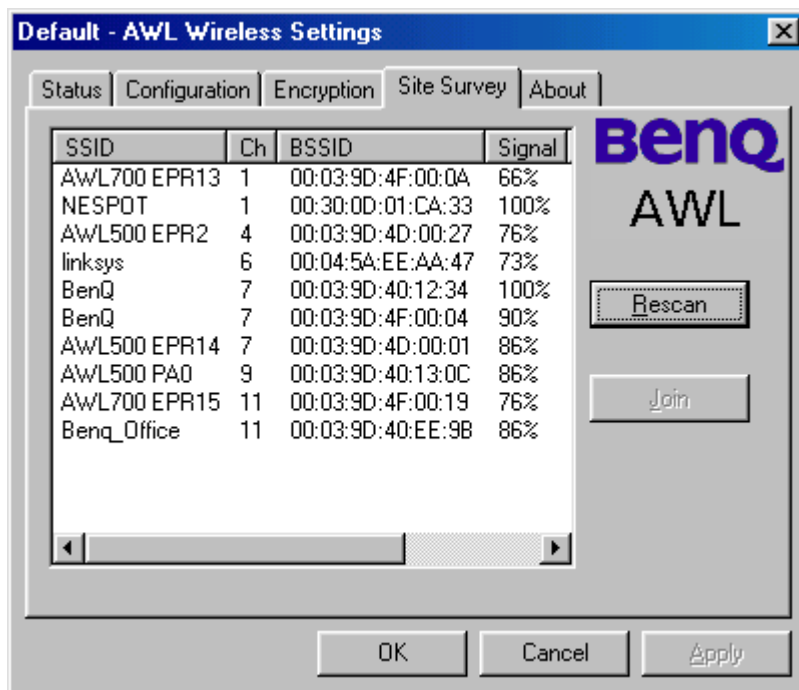 Default - AWL Wireless Settings
Status Configuration Encryption Site Survey About
SSID Ch BSSID Signal
AWL700 EPR13 1 00:03:9D:4F:00:0A 66%
NESPOT 1 00:30:0D:01:CA:33 100%
AWL500 EPR2 4 00:03:9D:4D:00:27 76%
linksys 6 00:04:5A:EE:AA:47 73%
BenQ 7 00:03:9D:40:12:34 100%
BenQ 7 00:03:9D:4F:00:04 90%
AWL500 EPR14 7 00:03:9D:4D:00:01 86%
AWL500 PA0 9 00:03:9D:40:13:0C 86%
AWL700 EPR15 11 00:03:9D:4F:00:19 76%
Benq_Office 11 00:03:9D:40:EE:9B 86%
BenQ
AWL
Rescan
Join
OK Cancel Apply